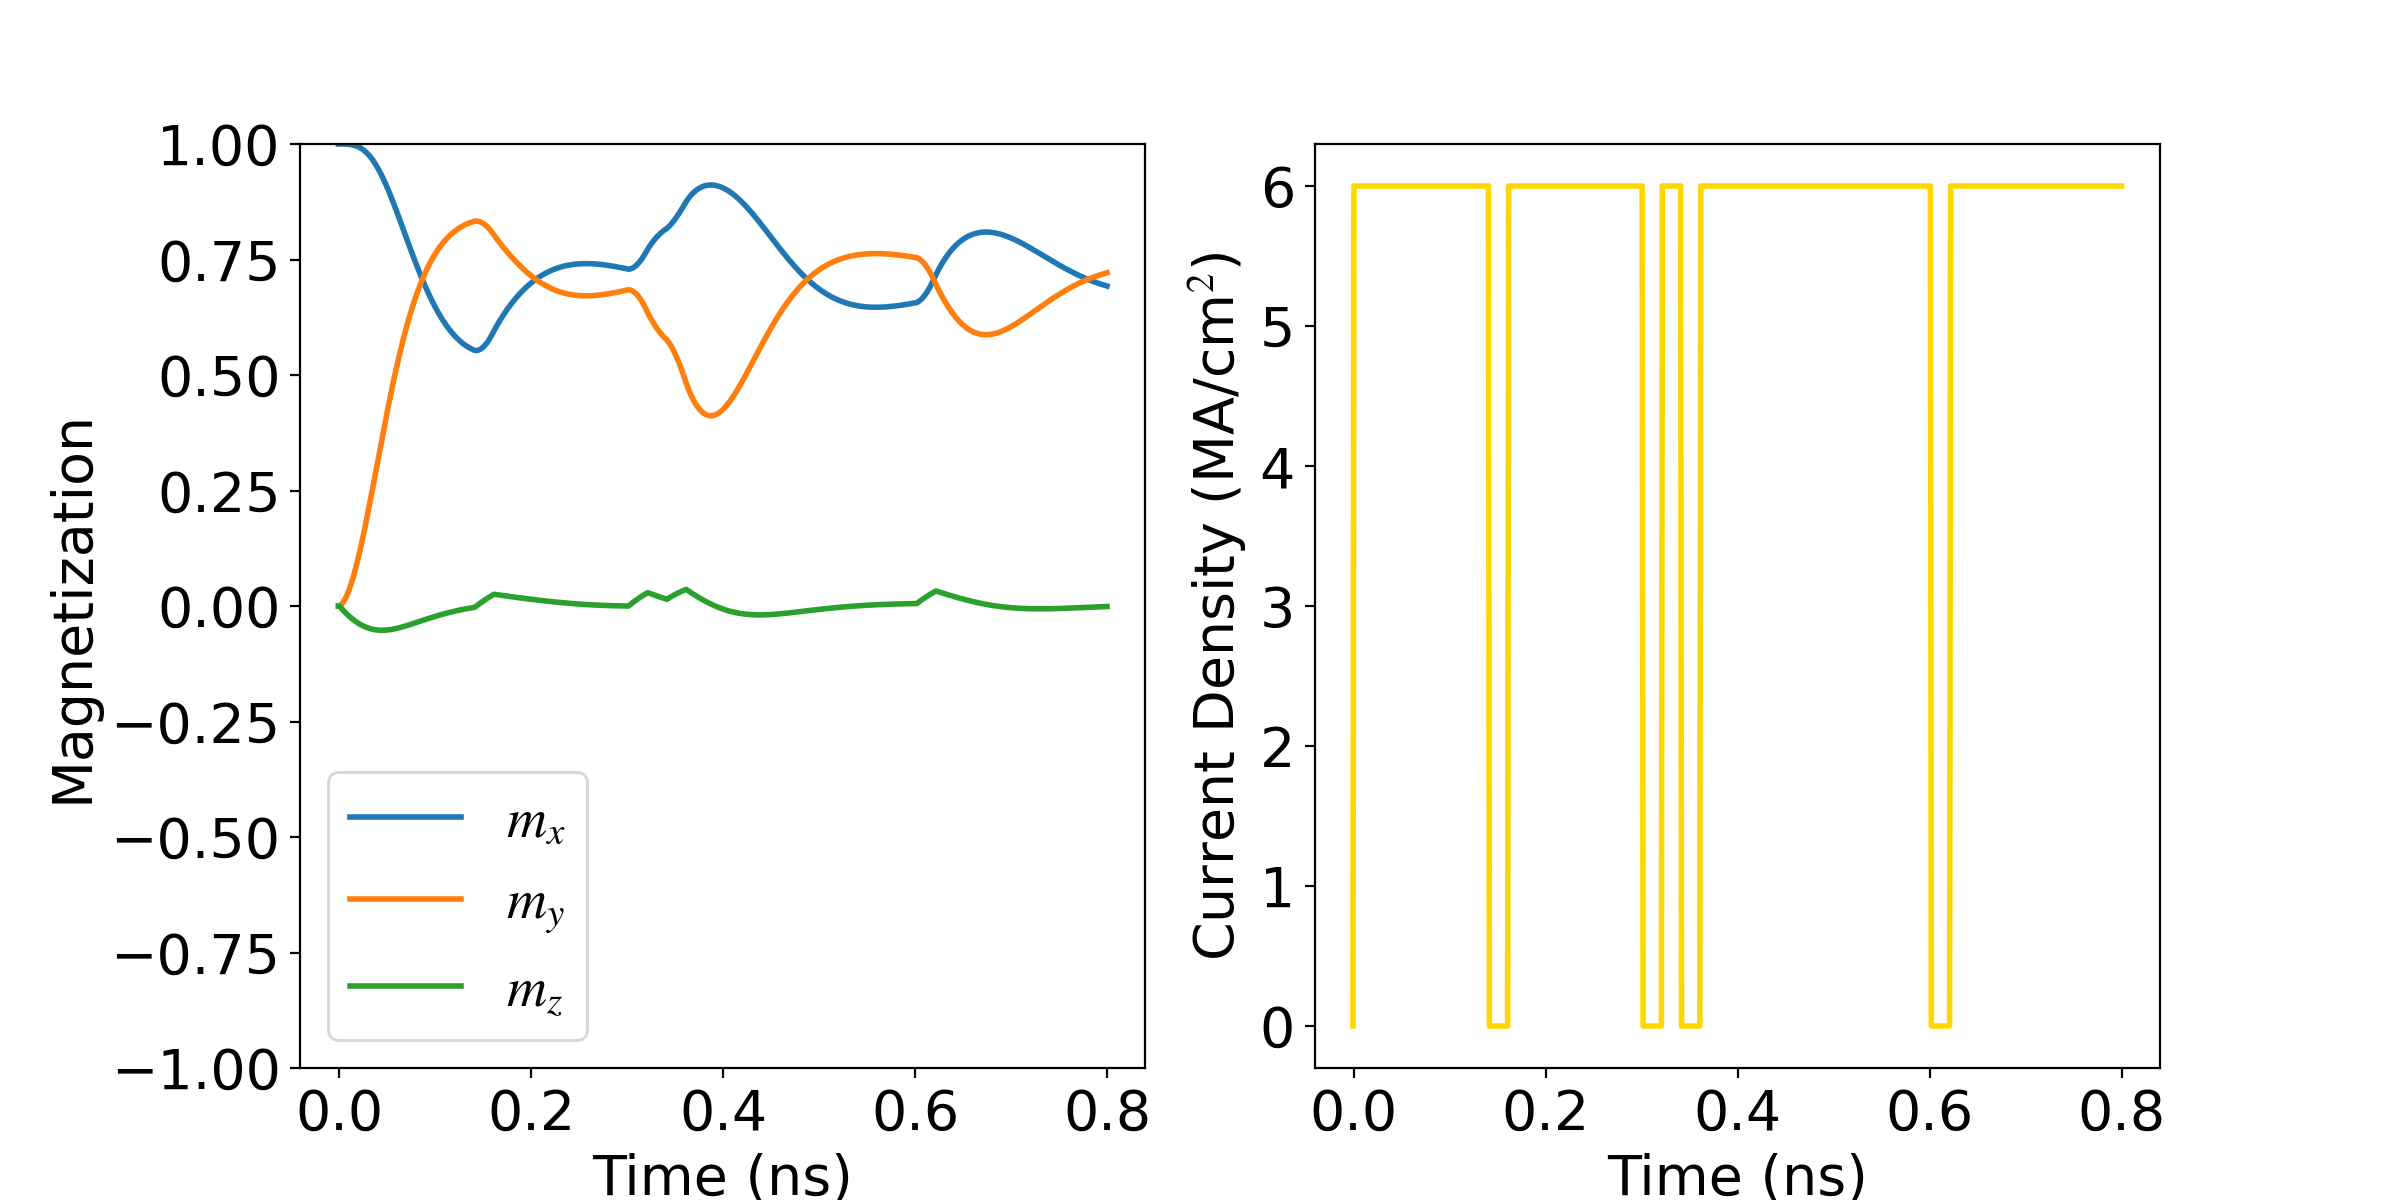 Magnetization
1.00
0.75
0.50
0.25
0.00
−0.25
−0.50
−0.75
−1.00
m_x
m_y
m_z
0.0 0.2 0.4 0.6 0.8
Time (ns)
Current Density (MA/cm²)
6
5
4
3
2
1
0
0.0 0.2 0.4 0.6 0.8
Time (ns)